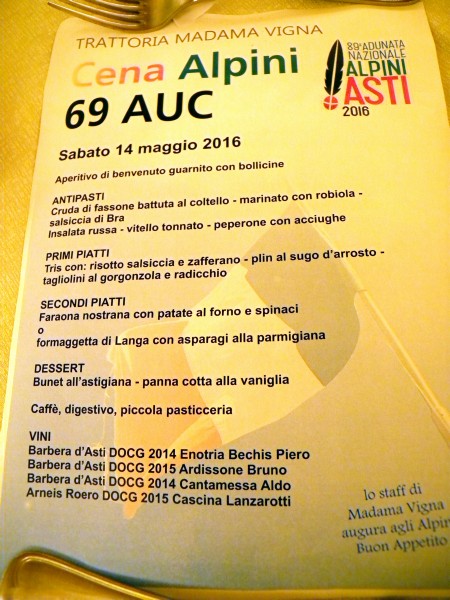 TRATTORIA MADAMA VIGNA
Cena Alpini
69 AUC
89ª ADUNATA
NAZIONALE
ALPINI
ASTI
2016
Sabato 14 maggio 2016
Aperitivo di benvenuto guarnito con bollicine
ANTIPASTI
Cruda di fassone battuta al coltello - marinato con robiola -
salsiccia di Bra
Insalata russa - vitello tonnato - peperone con acciughe
PRIMI PIATTI
Tris con: risotto salsiccia e zafferano - plin al sugo d'arrosto -
tagliolini al gorgonzola e radicchio
SECONDI PIATTI
Faraona nostrana con patate al forno e spinaci
o
formaggetta di Langa con asparagi alla parmigiana
DESSERT
Bunet all'astigiana - panna cotta alla vaniglia
Caffè, digestivo, piccola pasticceria
VINI
Barbera d'Asti DOCG 2014 Enotria Bechis Piero
Barbera d'Asti DOCG 2015 Ardissone Bruno
Barbera d'Asti DOCG 2014 Cantamessa Aldo
Arneis Roero DOCG 2015 Cascina Lanzarotti
lo staff di
Madama Vigna
augura agli Alpin
Buon Appetito